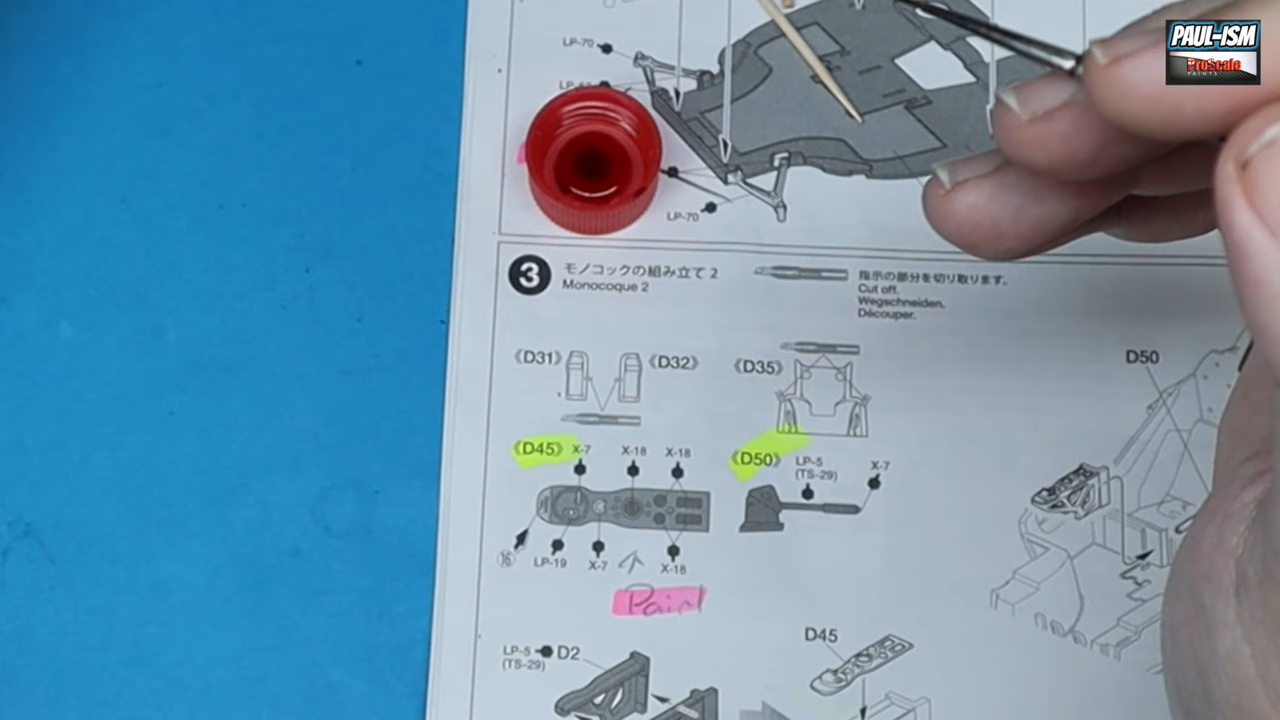 PAUL-ISM
ProScale
PAINTS
LP-70
LP-70
3
モノコックの組み立て 2
Monocoque 2
指示の部分を切り取ります。
Cut off.
Wegschneiden.
Découper.
《D31》
《D32》
《D35》
D50
《D45》 X-7 X-18 X-18
《D50》 LP-5
(TS-29)
X-7
⑯ LP-19 X-7 X-18
Paint
LP-5
(TS-29)
D2
D45